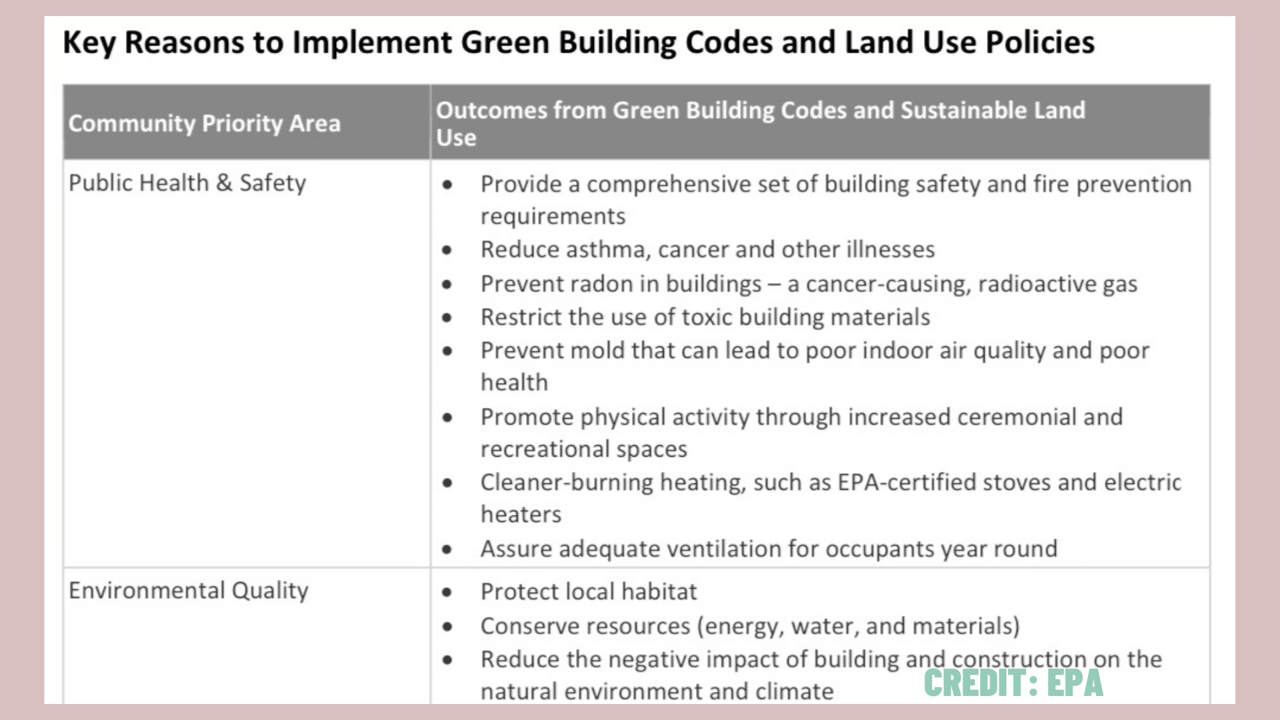 Key Reasons to Implement Green Building Codes and Land Use Policies
Community Priority Area
Outcomes from Green Building Codes and Sustainable Land
Use
Public Health & Safety
• Provide a comprehensive set of building safety and fire prevention
requirements
• Reduce asthma, cancer and other illnesses
• Prevent radon in buildings – a cancer-causing, radioactive gas
• Restrict the use of toxic building materials
• Prevent mold that can lead to poor indoor air quality and poor
health
• Promote physical activity through increased ceremonial and
recreational spaces
• Cleaner-burning heating, such as EPA-certified stoves and electric
heaters
• Assure adequate ventilation for occupants year round
Environmental Quality
• Protect local habitat
• Conserve resources (energy, water, and materials)
• Reduce the negative impact of building and construction on the
natural environment and climate
CREDIT: EPA